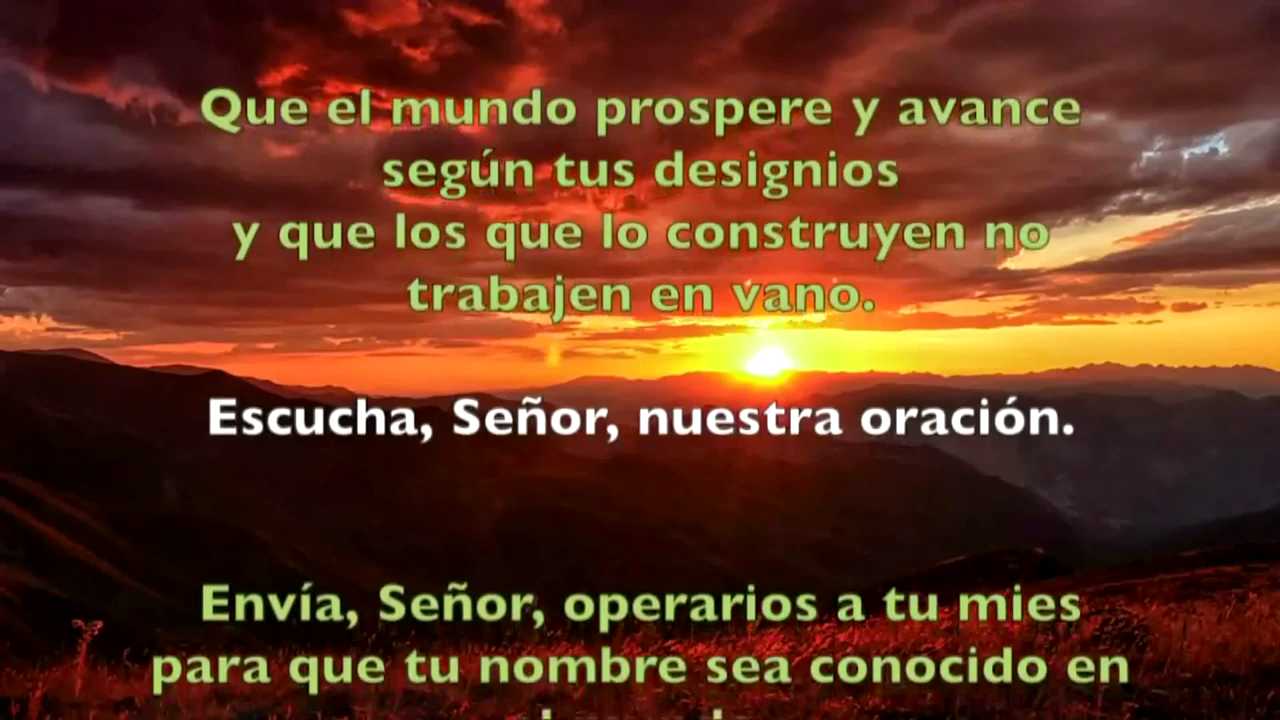 Que el mundo prospere y avance
según tus designios
y que los que lo construyen no
trabajen en vano.
Escucha, Señor, nuestra oración.
Envía, Señor, operarios a tu mies
para que tu nombre sea conocido en